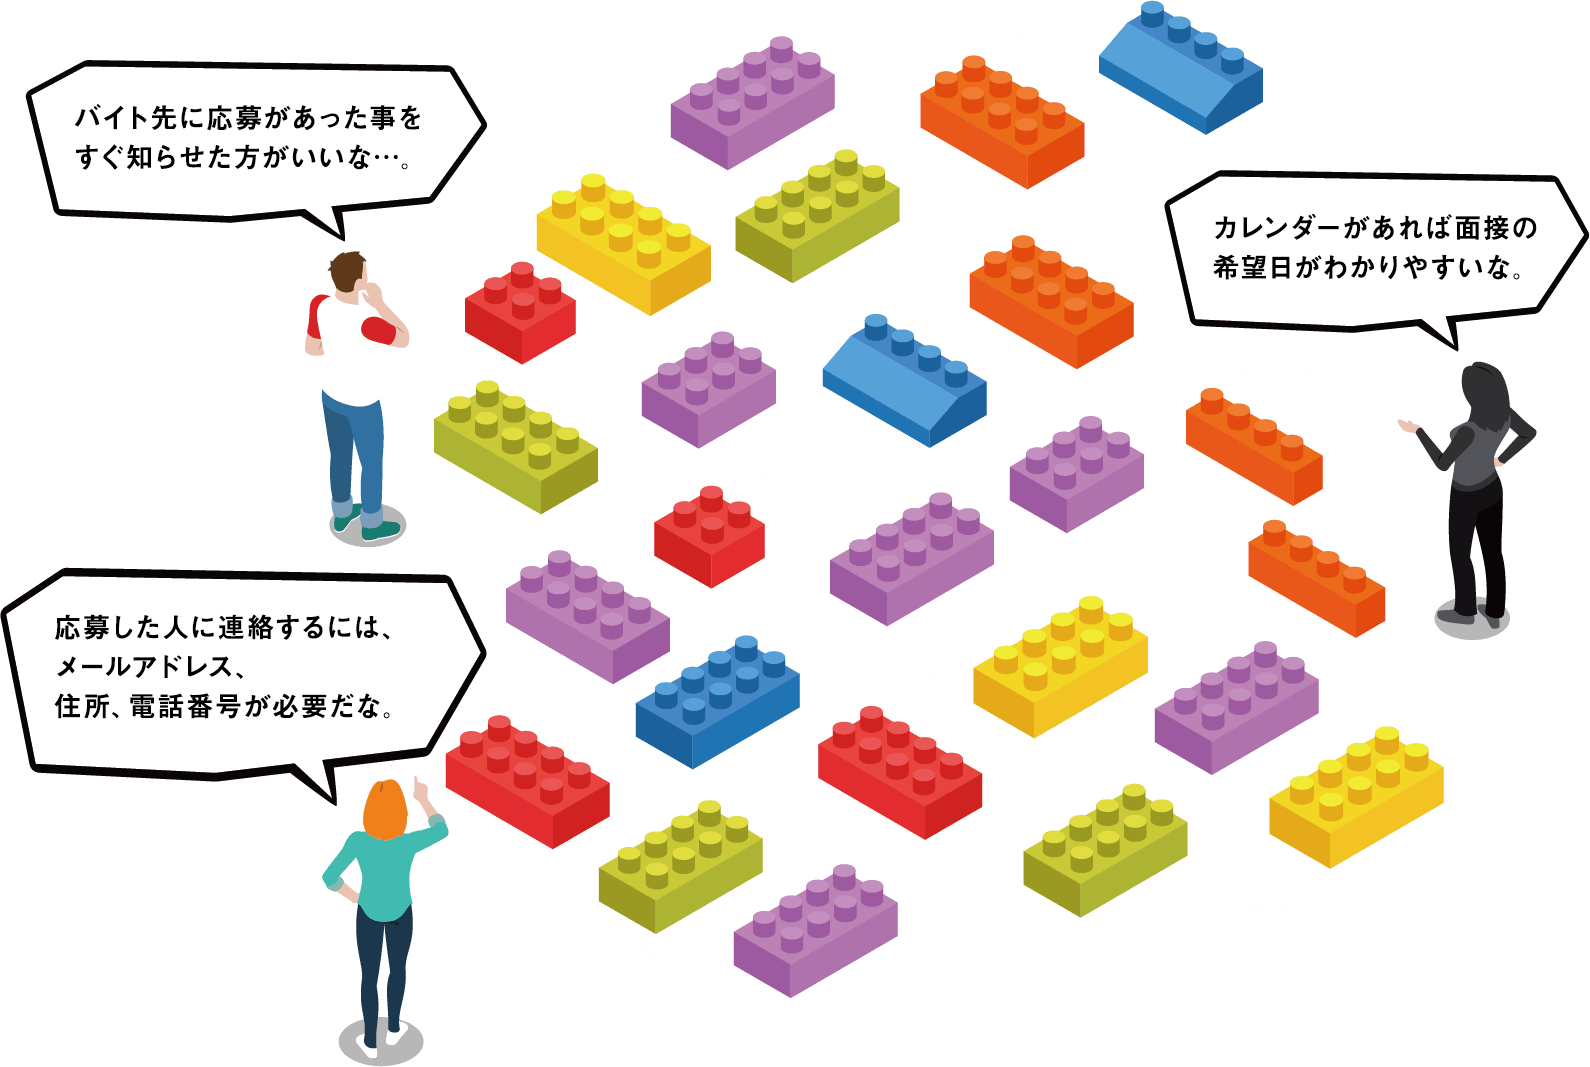 バイト先に応募があった事を
すぐ知らせた方がいいな…。
カレンダーがあれば面接の
希望日がわかりやすいな。
応募した人に連絡するには、
メールアドレス、
住所、電話番号が必要だな。